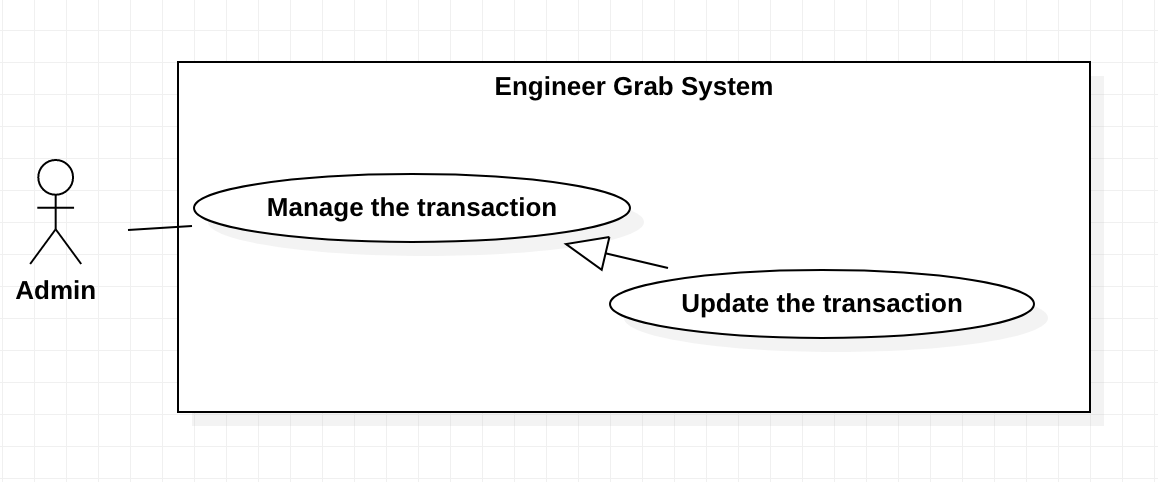 Engineer Grab System
Manage the transaction
Admin
Update the transaction